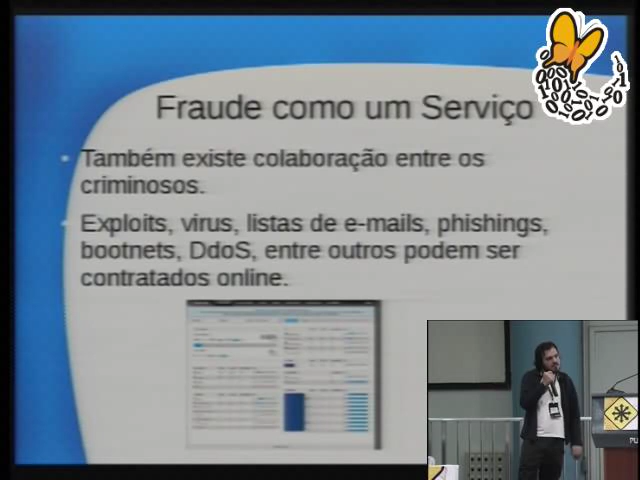 Fraude como um Serviço
Também existe colaboração entre os
criminosos.
Exploits, virus, listas de e-mails, phishings,
bootnets, DdoS, entre outros podem ser
contratados online.
PU